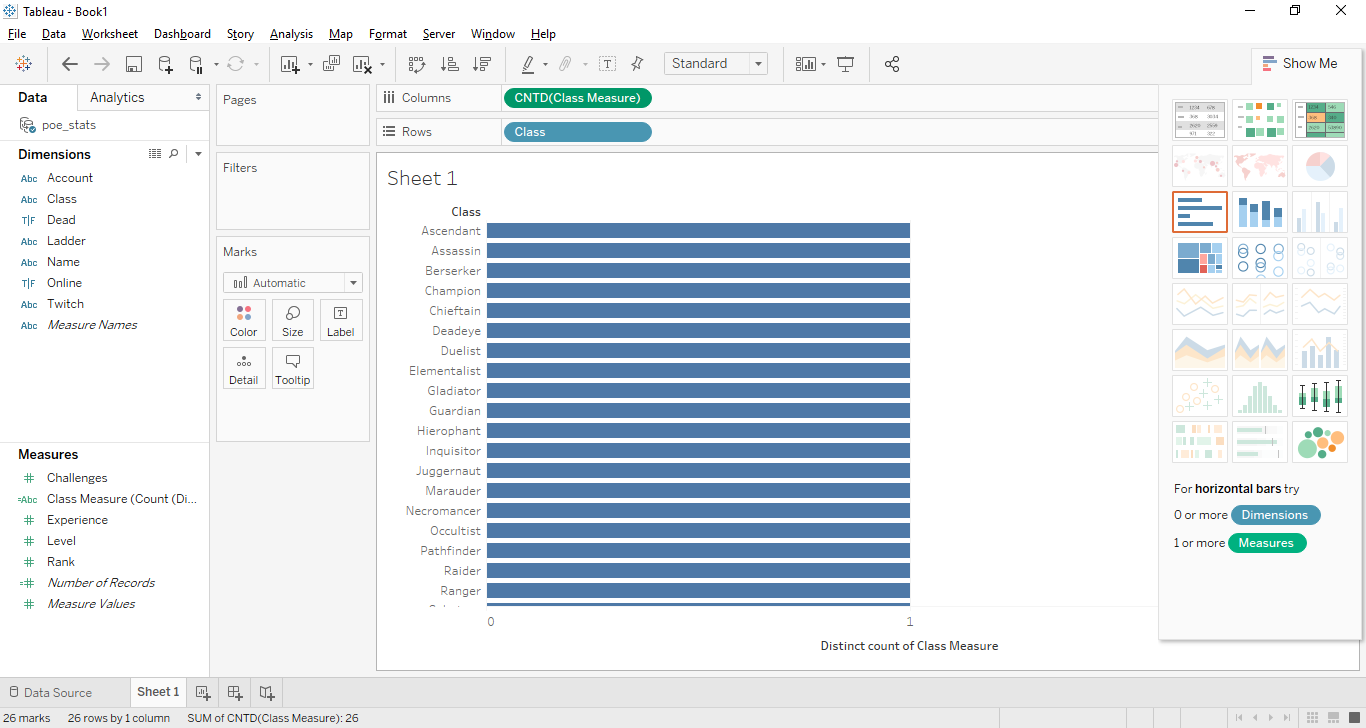 Tableau - Book1
File Data Worksheet Dashboard Story Analysis Map Format Server Window Help
Standard
Show Me
Data Analytics
poe_stats
Dimensions
Abc Account
Abc Class
T|F Dead
Abc Ladder
Abc Name
T|F Online
Abc Twitch
Abc Measure Names
Measures
# Challenges
=Abc Class Measure (Count (Di...
# Experience
# Level
# Rank
=# Number of Records
# Measure Values
Pages
Filters
Marks
Automatic
Color Size Label
Detail Tooltip
Columns CNTD(Class Measure)
Rows Class
Sheet 1
Class
Ascendant
Assassin
Berserker
Champion
Chieftain
Deadeye
Duelist
Elementalist
Gladiator
Guardian
Hierophant
Inquisitor
Juggernaut
Marauder
Necromancer
Occultist
Pathfinder
Raider
Ranger
0 1
Distinct count of Class Measure
For horizontal bars try
0 or more Dimensions
1 or more Measures
Data Source Sheet 1
26 marks 26 rows by 1 column SUM of CNTD(Class Measure): 26